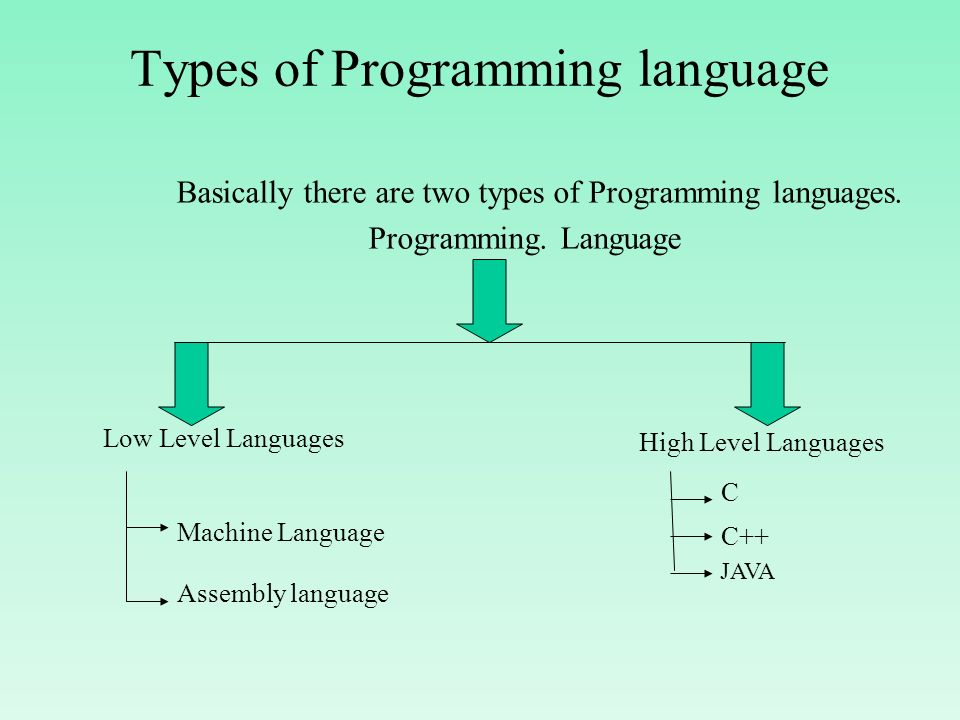 Types of Programming language
Basically there are two types of Programming languages.
Programming. Language
Low Level Languages
Machine Language
Assembly language
High Level Languages
C
C++
JAVA